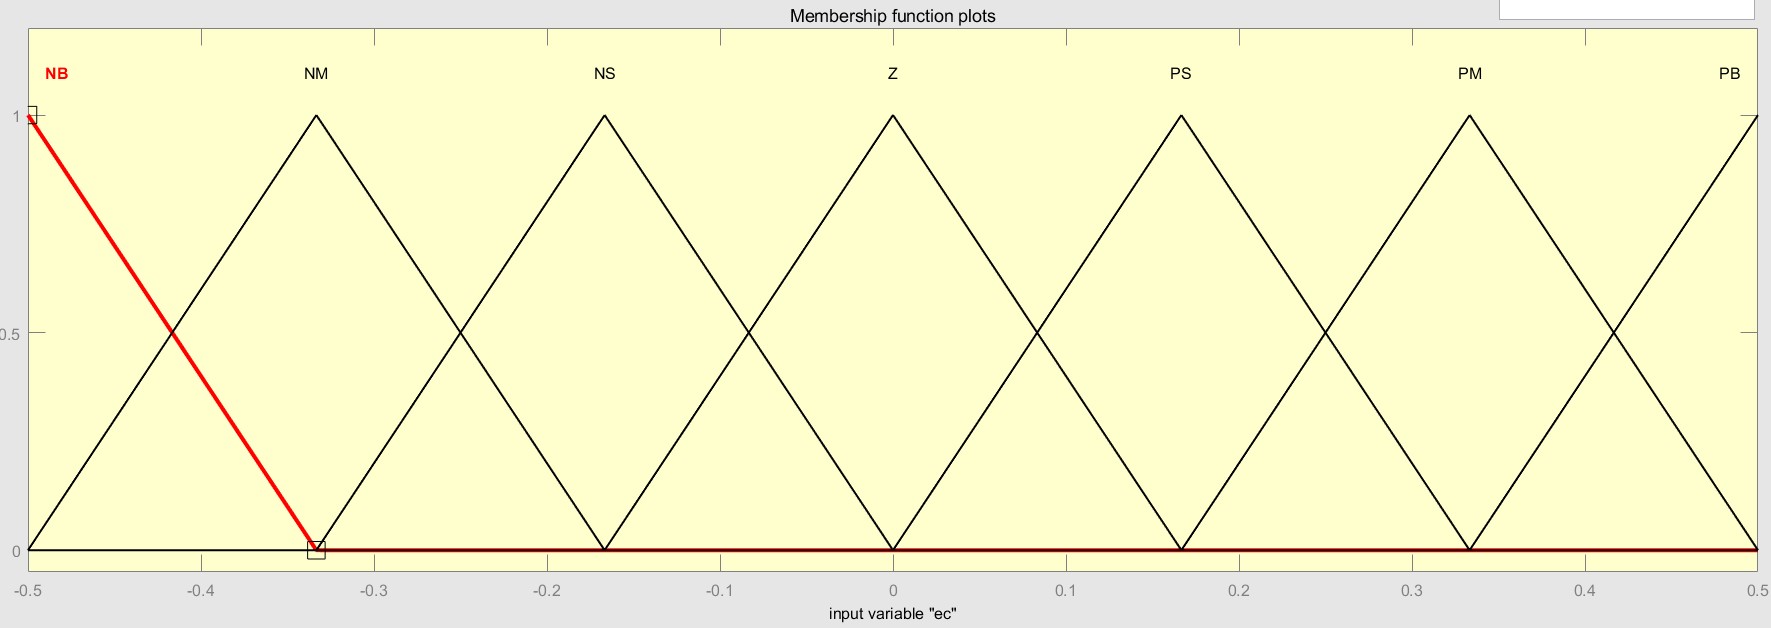 Membership function plots
NB NM NS Z PS PM PB
1
0.5
0
-0.5 -0.4 -0.3 -0.2 -0.1 0 0.1 0.2 0.3 0.4 0.5
input variable "ec"